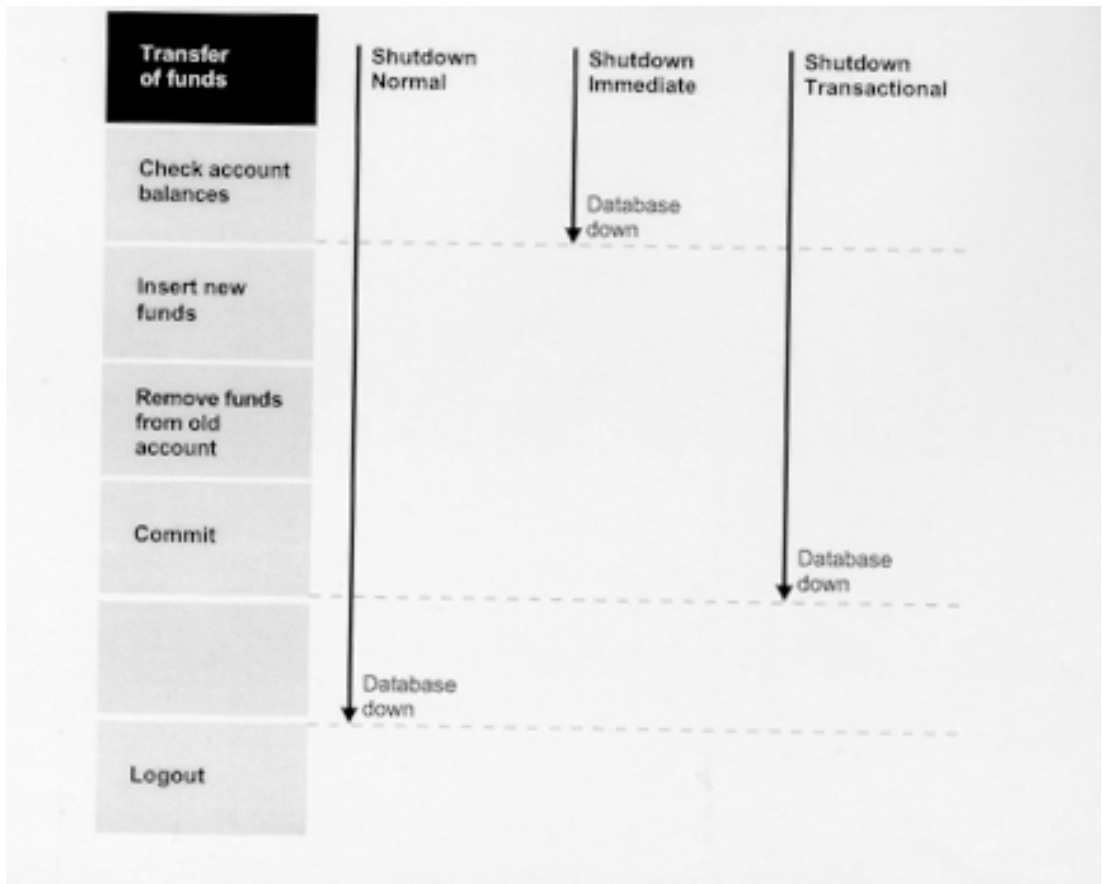 Transfer
of funds
Shutdown
Normal
Shutdown
Immediate
Shutdown
Transactional
Check account
balances
Database
down
Insert new
funds
Remove funds
from old
account
Commit
Database
down
Database
down
Logout